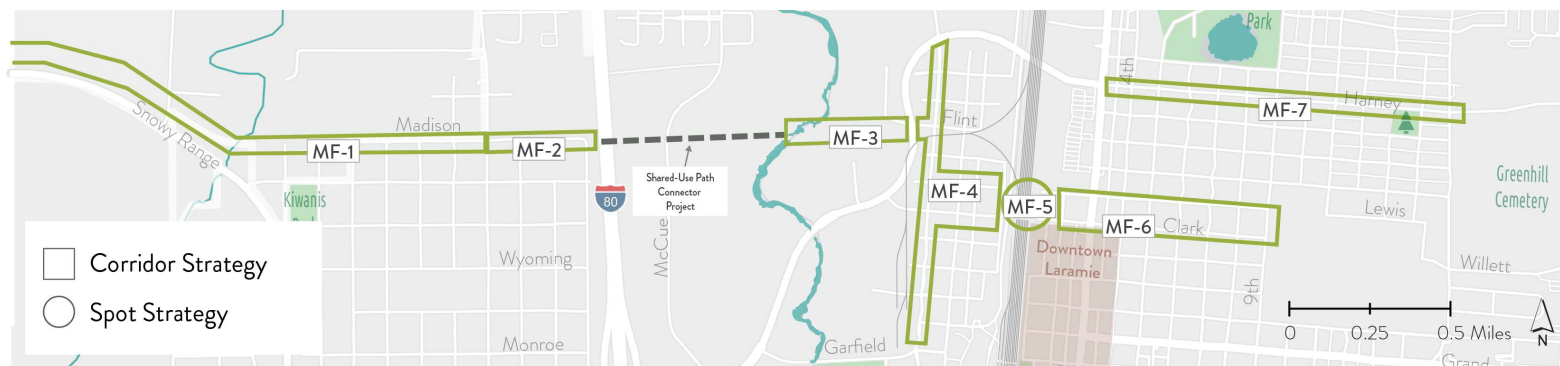 Park
4th
Harney
MF-7
Snowy Range
Madison
MF-1
MF-2
MF-3
Flint
Shared-Use Path
Connector
Project
80
Kiwanis
MF-4
MF-5
MF-6
Clark
Lewis
Greenhill
Cemetery
Corridor Strategy
Spot Strategy
Wyoming
McCue
Downtown
Laramie
9th
Willett
Monroe
Garfield
0 0.25 0.5 Miles
N
Grand